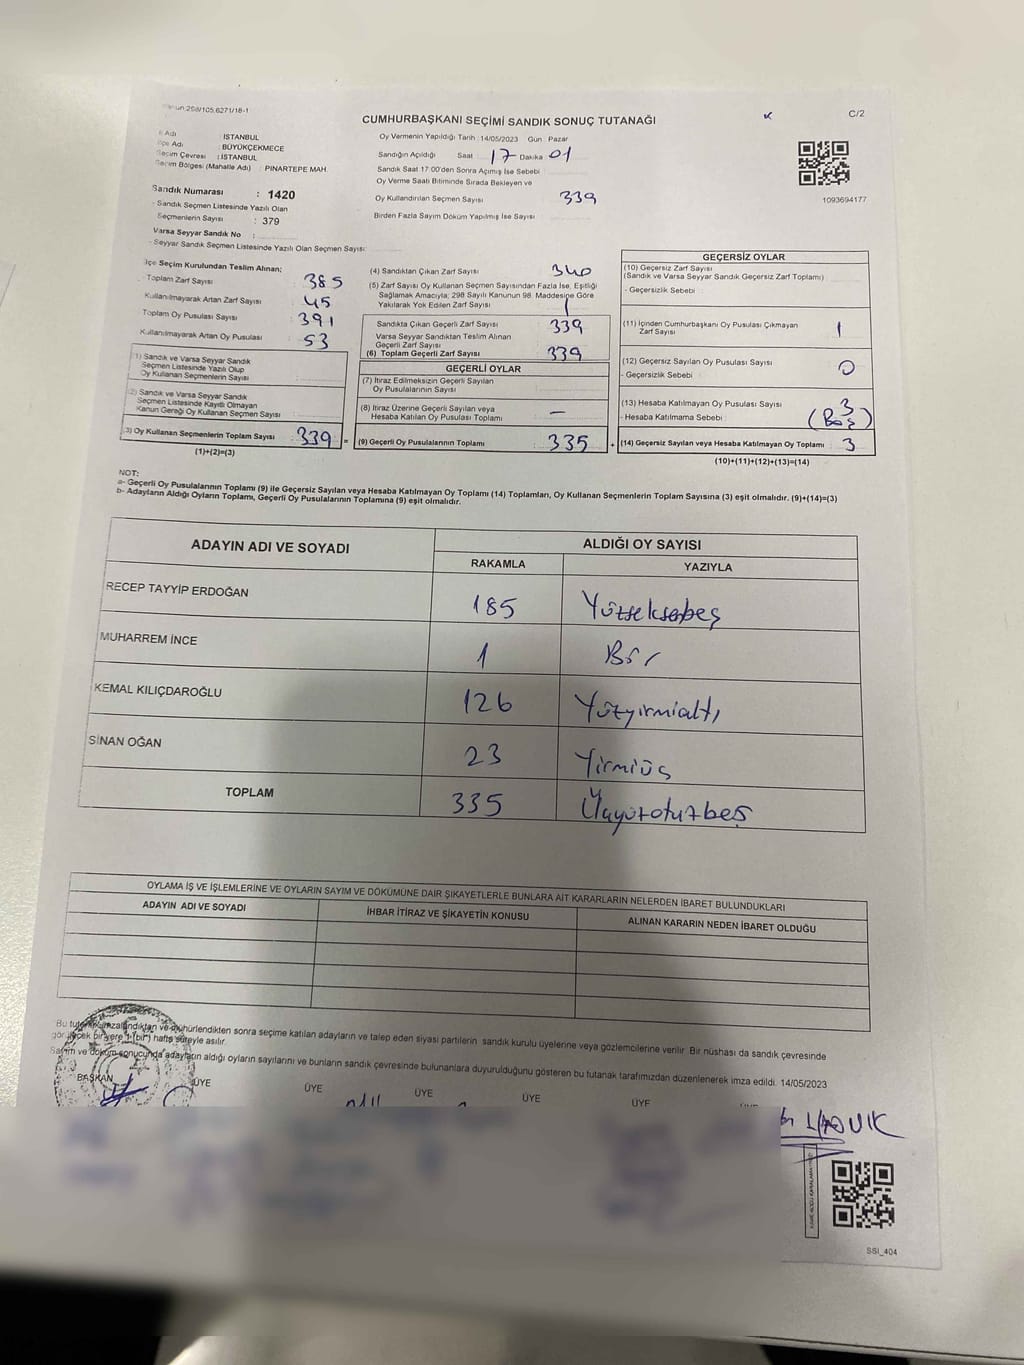 CUMHURBAŞKANI SEÇİMİ SANDIK SONUÇ TUTANAĞI
C/2
İl Adı : İSTANBUL
İlçe Adı : BÜYÜKÇEKMECE
Seçim Çevresi : İSTANBUL
Seçim Bölgesi (Mahalle Adı) : PINARTEPE MAH.
Sandık Numarası : 1420
- Sandık Seçmen Listesinde Yazılı Olan
Seçmenlerin Sayısı : 379
Varsa Seyyar Sandık No :
- Seyyar Sandık Seçmen Listesinde Yazılı Olan Seçmen Sayısı:
Oy Vermenin Yapıldığı Tarih : 14/05/2023 Gün : Pazar
Sandığın Açıldığı Saat 17 Dakika 01
Sandık Saat 17:00'den Sonra Açımış İse Sebebi
Oy Verme Saati Bitiminde Sırada Bekleyen ve
Oy Kullandırılan Seçmen Sayısı 339
Birden Fazla Sayım Döküm Yapılmış İse Sayısı
1093694177
İlçe Seçim Kurulundan Teslim Alınan;
Toplam Zarf Sayısı 385
Kullanılmayarak Artan Zarf Sayısı 45
Toplam Oy Pusulası Sayısı 391
Kullanılmayarak Artan Oy Pusulası 53
(1) Sandık ve Varsa Seyyar Sandık
Seçmen Listesinde Yazılı Olup
Oy Kullanan Seçmenlerin Sayısı
(2) Sandık ve Varsa Seyyar Sandık
Seçmen Listesinde Kayıtlı Olmayan
Kanun Gereği Oy Kullanan Seçmen Sayısı
(3) Oy Kullanan Seçmenlerin Toplam Sayısı 339 =
(1)+(2)=(3)
(4) Sandıktan Çıkan Zarf Sayısı 340
(5) Zarf Sayısı Oy Kullanan Seçmen Sayısından Fazla İse, Eşitliği
Sağlamak Amacıyla, 298 Sayılı Kanunun 98. Maddesine Göre
Yakılarak Yok Edilen Zarf Sayısı 1
Sandıkta Çıkan Geçerli Zarf Sayısı 339
Varsa Seyyar Sandıktan Teslim Alınan
Geçerli Zarf Sayısı
(6) Toplam Geçerli Zarf Sayısı 339
GEÇERLİ OYLAR
(7) İtiraz Edilmeksizin Geçerli Sayılan
Oy Pusulalarının Sayısı
(8) İtiraz Üzerine Geçerli Sayılan veya
Hesaba Katılan Oy Pusulası Toplamı —
(9) Geçerli Oy Pusulalarının Toplamı 335 +
GEÇERSİZ OYLAR
(10) Geçersiz Zarf Sayısı
(Sandık ve Varsa Seyyar Sandık Geçersiz Zarf Toplamı)
- Geçersizlik Sebebi
(11) İçinden Cumhurbaşkanı Oy Pusulası Çıkmayan
Zarf Sayısı 1
(12) Geçersiz Sayılan Oy Pusulası Sayısı 0
- Geçersizlik Sebebi :
(13) Hesaba Katılmayan Oy Pusulası Sayısı 3
- Hesaba Katılmama Sebebi : (Boş)
(14) Geçersiz Sayılan veya Hesaba Katılmayan Oy Toplamı 3
(10)+(11)+(12)+(13)=(14)
NOT:
a- Geçerli Oy Pusulalarının Toplamı (9) ile Geçersiz Sayılan veya Hesaba Katılmayan Oy Toplamı (14) Toplamları, Oy Kullanan Seçmenlerin Toplam Sayısına (3) eşit olmalıdır. (9)+(14)=(3)
b- Adayların Aldığı Oyların Toplamı, Geçerli Oy Pusulalarının Toplamına (9) eşit olmalıdır.
ADAYIN ADI VE SOYADI
ALDIĞI OY SAYISI
RAKAMLA YAZIYLA
RECEP TAYYİP ERDOĞAN 185 Yüzseksenbeş
MUHARREM İNCE 1 Bir
KEMAL KILIÇDAROĞLU 126 Yüzyirmialtı
SİNAN OĞAN 23 Yirmiüç
TOPLAM 335 Üçyüzotuzbeş
OYLAMA İŞ VE İŞLEMLERİNE VE OYLARIN SAYIM VE DÖKÜMÜNE DAİR ŞİKAYETLERLE BUNLARA AİT KARARLARIN NELERDEN İBARET BULUNDUKLARI
ADAYIN ADI VE SOYADI
İHBAR İTİRAZ VE ŞİKAYETİN KONUSU
ALINAN KARARIN NEDEN İBARET OLDUĞU
Bu tutanak imzalandıktan ve mühürlendikten sonra seçime katılan adayların ve talep eden siyasi partilerin sandık kurulu üyelerine veya gözlemcilerine verilir. Bir nüshası da sandık çevresinde
görülecek bir yere 1 (bir) hafta süreyle asılır.
Sayım ve döküm sonucunda adayların aldığı oyların sayılarını ve bunların sandık çevresinde bulunanlara duyurulduğunu gösteren bu tutanak tarafımızdan düzenlenerek imza edildi. 14/05/2023
BAŞKAN ÜYE ÜYE ÜYE ÜYE ÜYE
SSI_404